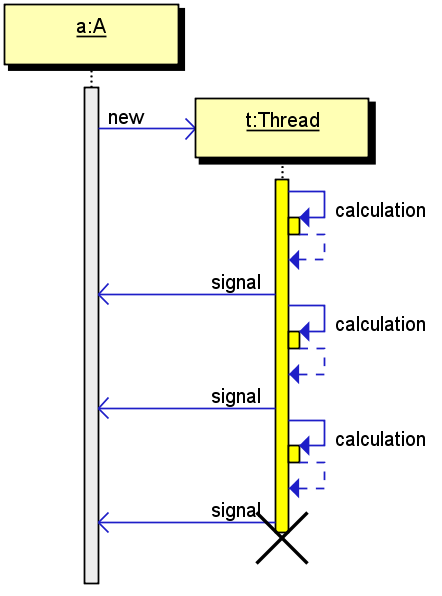 a:A
new
t:Thread
calculation
signal
calculation
signal
calculation
signal